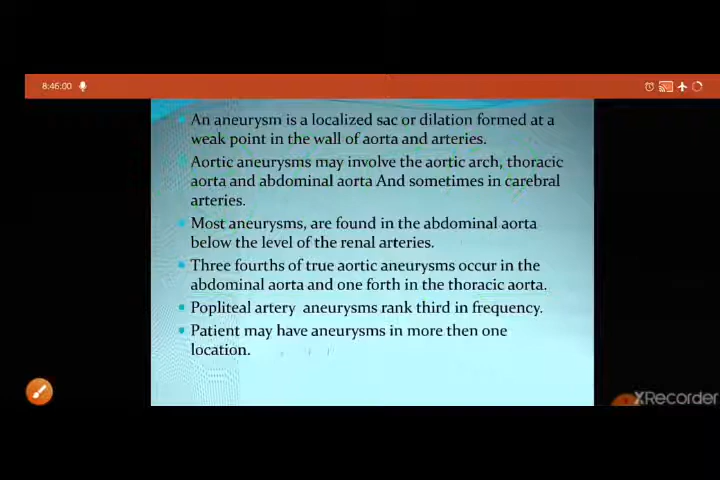 8:46:00
An aneurysm is a localized sac or dilation formed at a
weak point in the wall of aorta and arteries.
Aortic aneurysms may involve the aortic arch, thoracic
aorta and abdominal aorta And sometimes in carebral
arteries.
Most aneurysms, are found in the abdominal aorta
below the level of the renal arteries.
Three fourths of true aortic aneurysms occur in the
abdominal aorta and one forth in the thoracic aorta.
Popliteal artery aneurysms rank third in frequency.
Patient may have aneurysms in more then one
location.
XRecorder